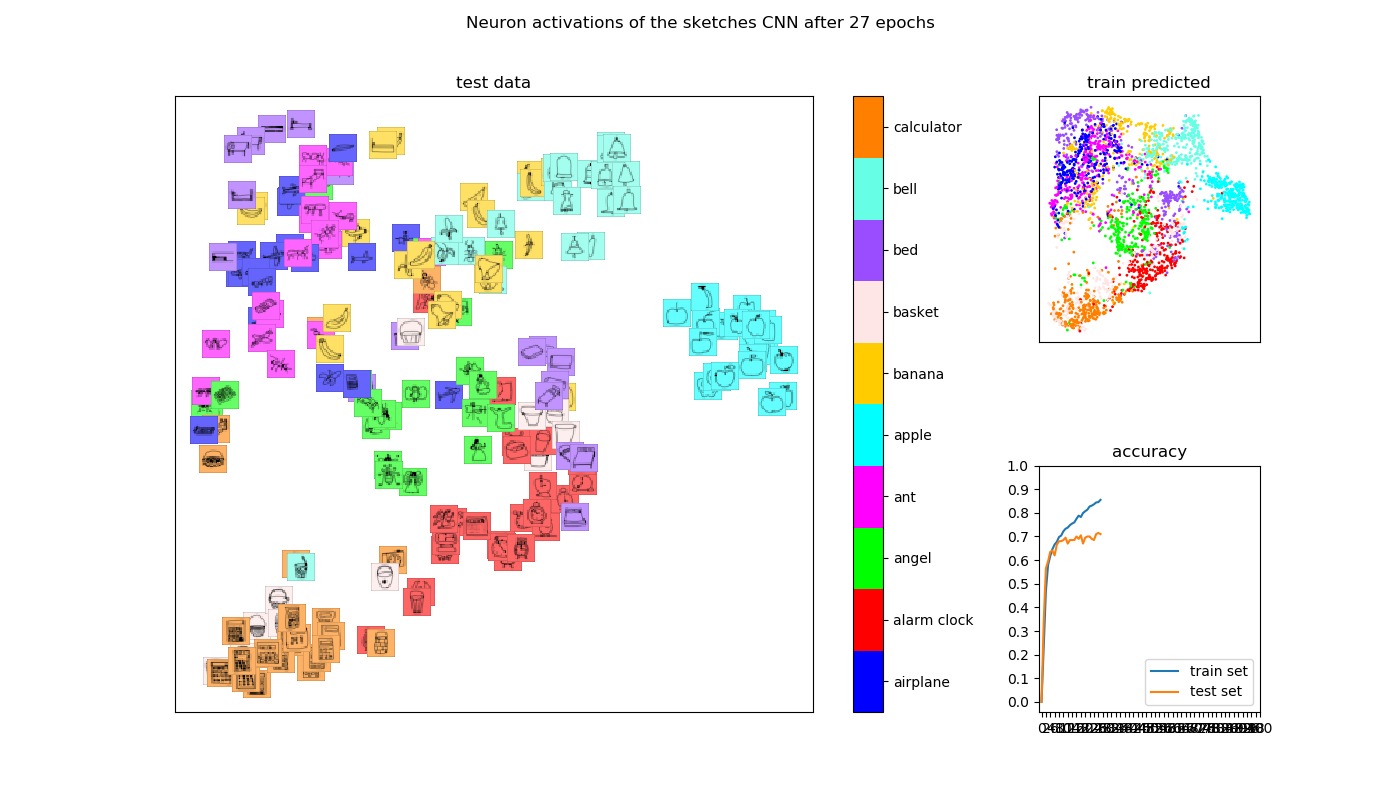 Neuron activations of the sketches CNN after 27 epochs
test data
calculator
bell
bed
basket
banana
apple
ant
angel
alarm clock
airplane
train predicted
accuracy
1.0
0.9
0.8
0.7
0.6
0.5
0.4
0.3
0.2
0.1
0.0
train set
test set